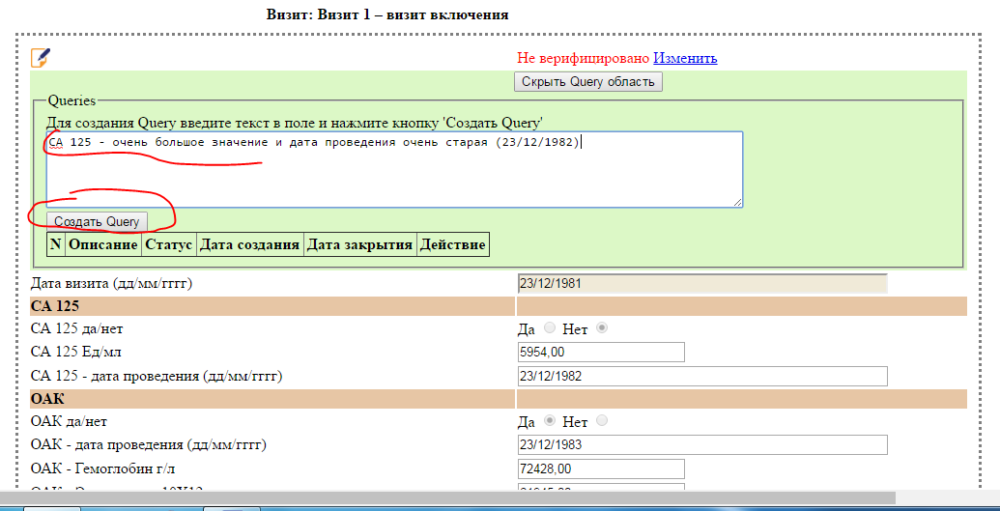 Визит: Визит 1 – визит включения
Не верифицировано Изменить
Скрыть Query область
Queries
Для создания Query введите текст в поле и нажмите кнопку 'Создать Query'
СА 125 - очень большое значение и дата проведения очень старая (23/12/1982)
Создать Query
N Описание Статус Дата создания Дата закрытия Действие
Дата визита (дд/мм/гггг) 23/12/1981
СА 125
СА 125 да/нет Да Нет
СА 125 Ед/мл 5954,00
СА 125 - дата проведения (дд/мм/гггг) 23/12/1982
ОАК
ОАК да/нет Да Нет
ОАК - дата проведения (дд/мм/гггг) 23/12/1983
ОАК - Гемоглобин г/л 72428,00